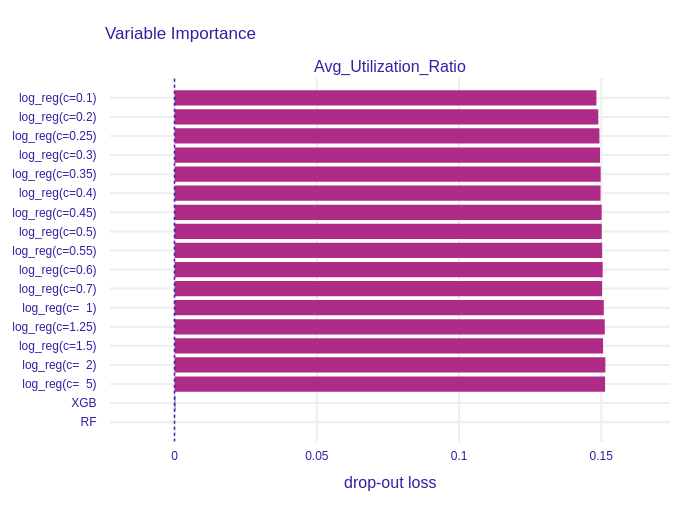 Variable Importance
Avg_Utilization_Ratio
log_reg(c=0.1)
log_reg(c=0.2)
log_reg(c=0.25)
log_reg(c=0.3)
log_reg(c=0.35)
log_reg(c=0.4)
log_reg(c=0.45)
log_reg(c=0.5)
log_reg(c=0.55)
log_reg(c=0.6)
log_reg(c=0.7)
log_reg(c=  1)
log_reg(c=1.25)
log_reg(c=1.5)
log_reg(c=  2)
log_reg(c=  5)
XGB
RF
0 0.05 0.1 0.15
drop-out loss